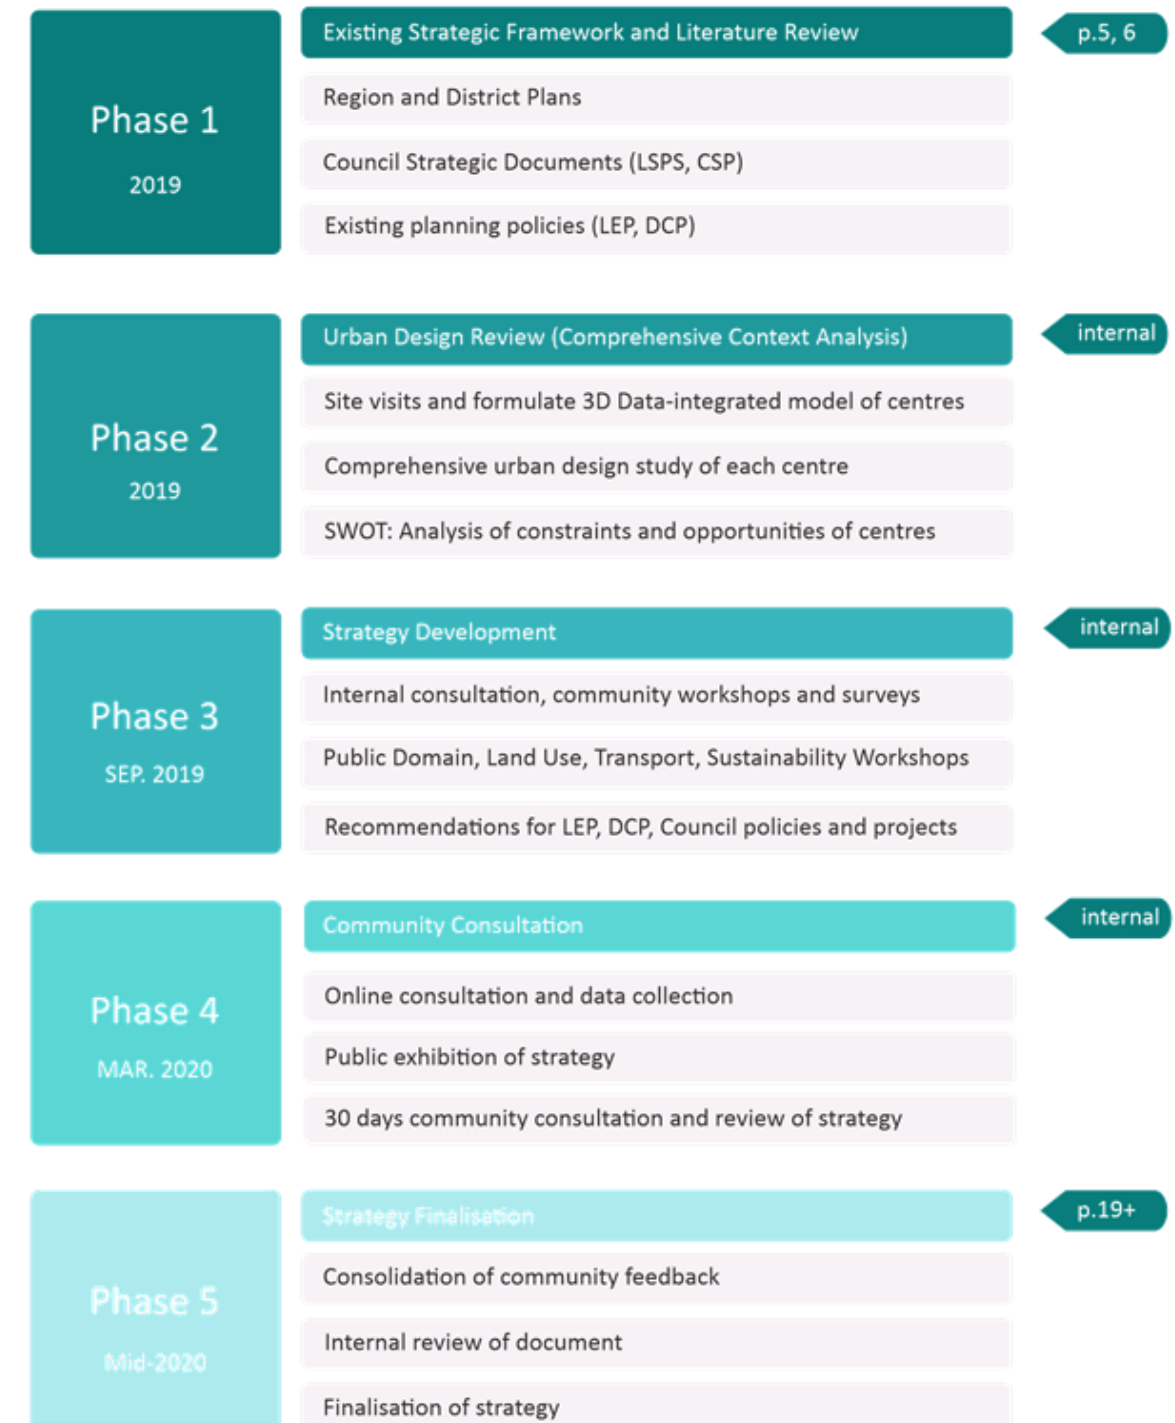 Phase 1
2019
Existing Strategic Framework and Literature Review
p.5, 6
Region and District Plans
Council Strategic Documents (LSPS, CSP)
Existing planning policies (LEP, DCP)
Phase 2
2019
Urban Design Review (Comprehensive Context Analysis)
internal
Site visits and formulate 3D Data-integrated model of centres
Comprehensive urban design study of each centre
SWOT: Analysis of constraints and opportunities of centres
Phase 3
SEP. 2019
Strategy Development
internal
Internal consultation, community workshops and surveys
Public Domain, Land Use, Transport, Sustainability Workshops
Recommendations for LEP, DCP, Council policies and projects
Phase 4
MAR. 2020
Community Consultation
internal
Online consultation and data collection
Public exhibition of strategy
30 days community consultation and review of strategy
Phase 5
Mid-2020
Strategy Finalisation
p.19+
Consolidation of community feedback
Internal review of document
Finalisation of strategy